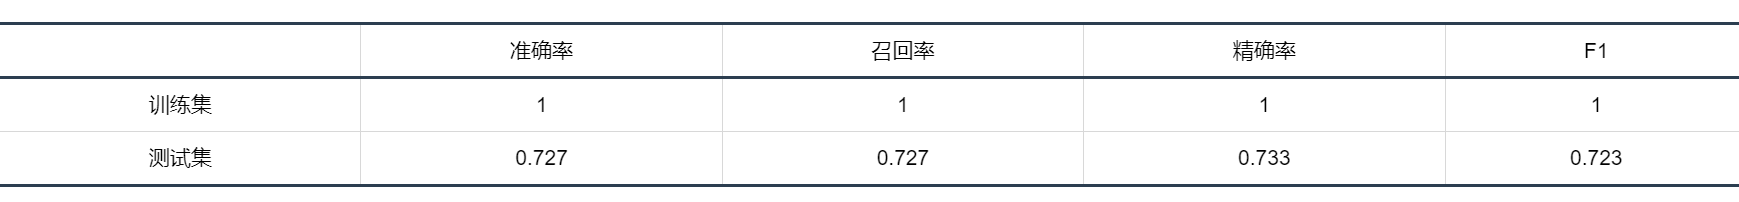 准确率 召回率 精确率 F1
训练集 1 1 1 1
测试集 0.727 0.727 0.733 0.723